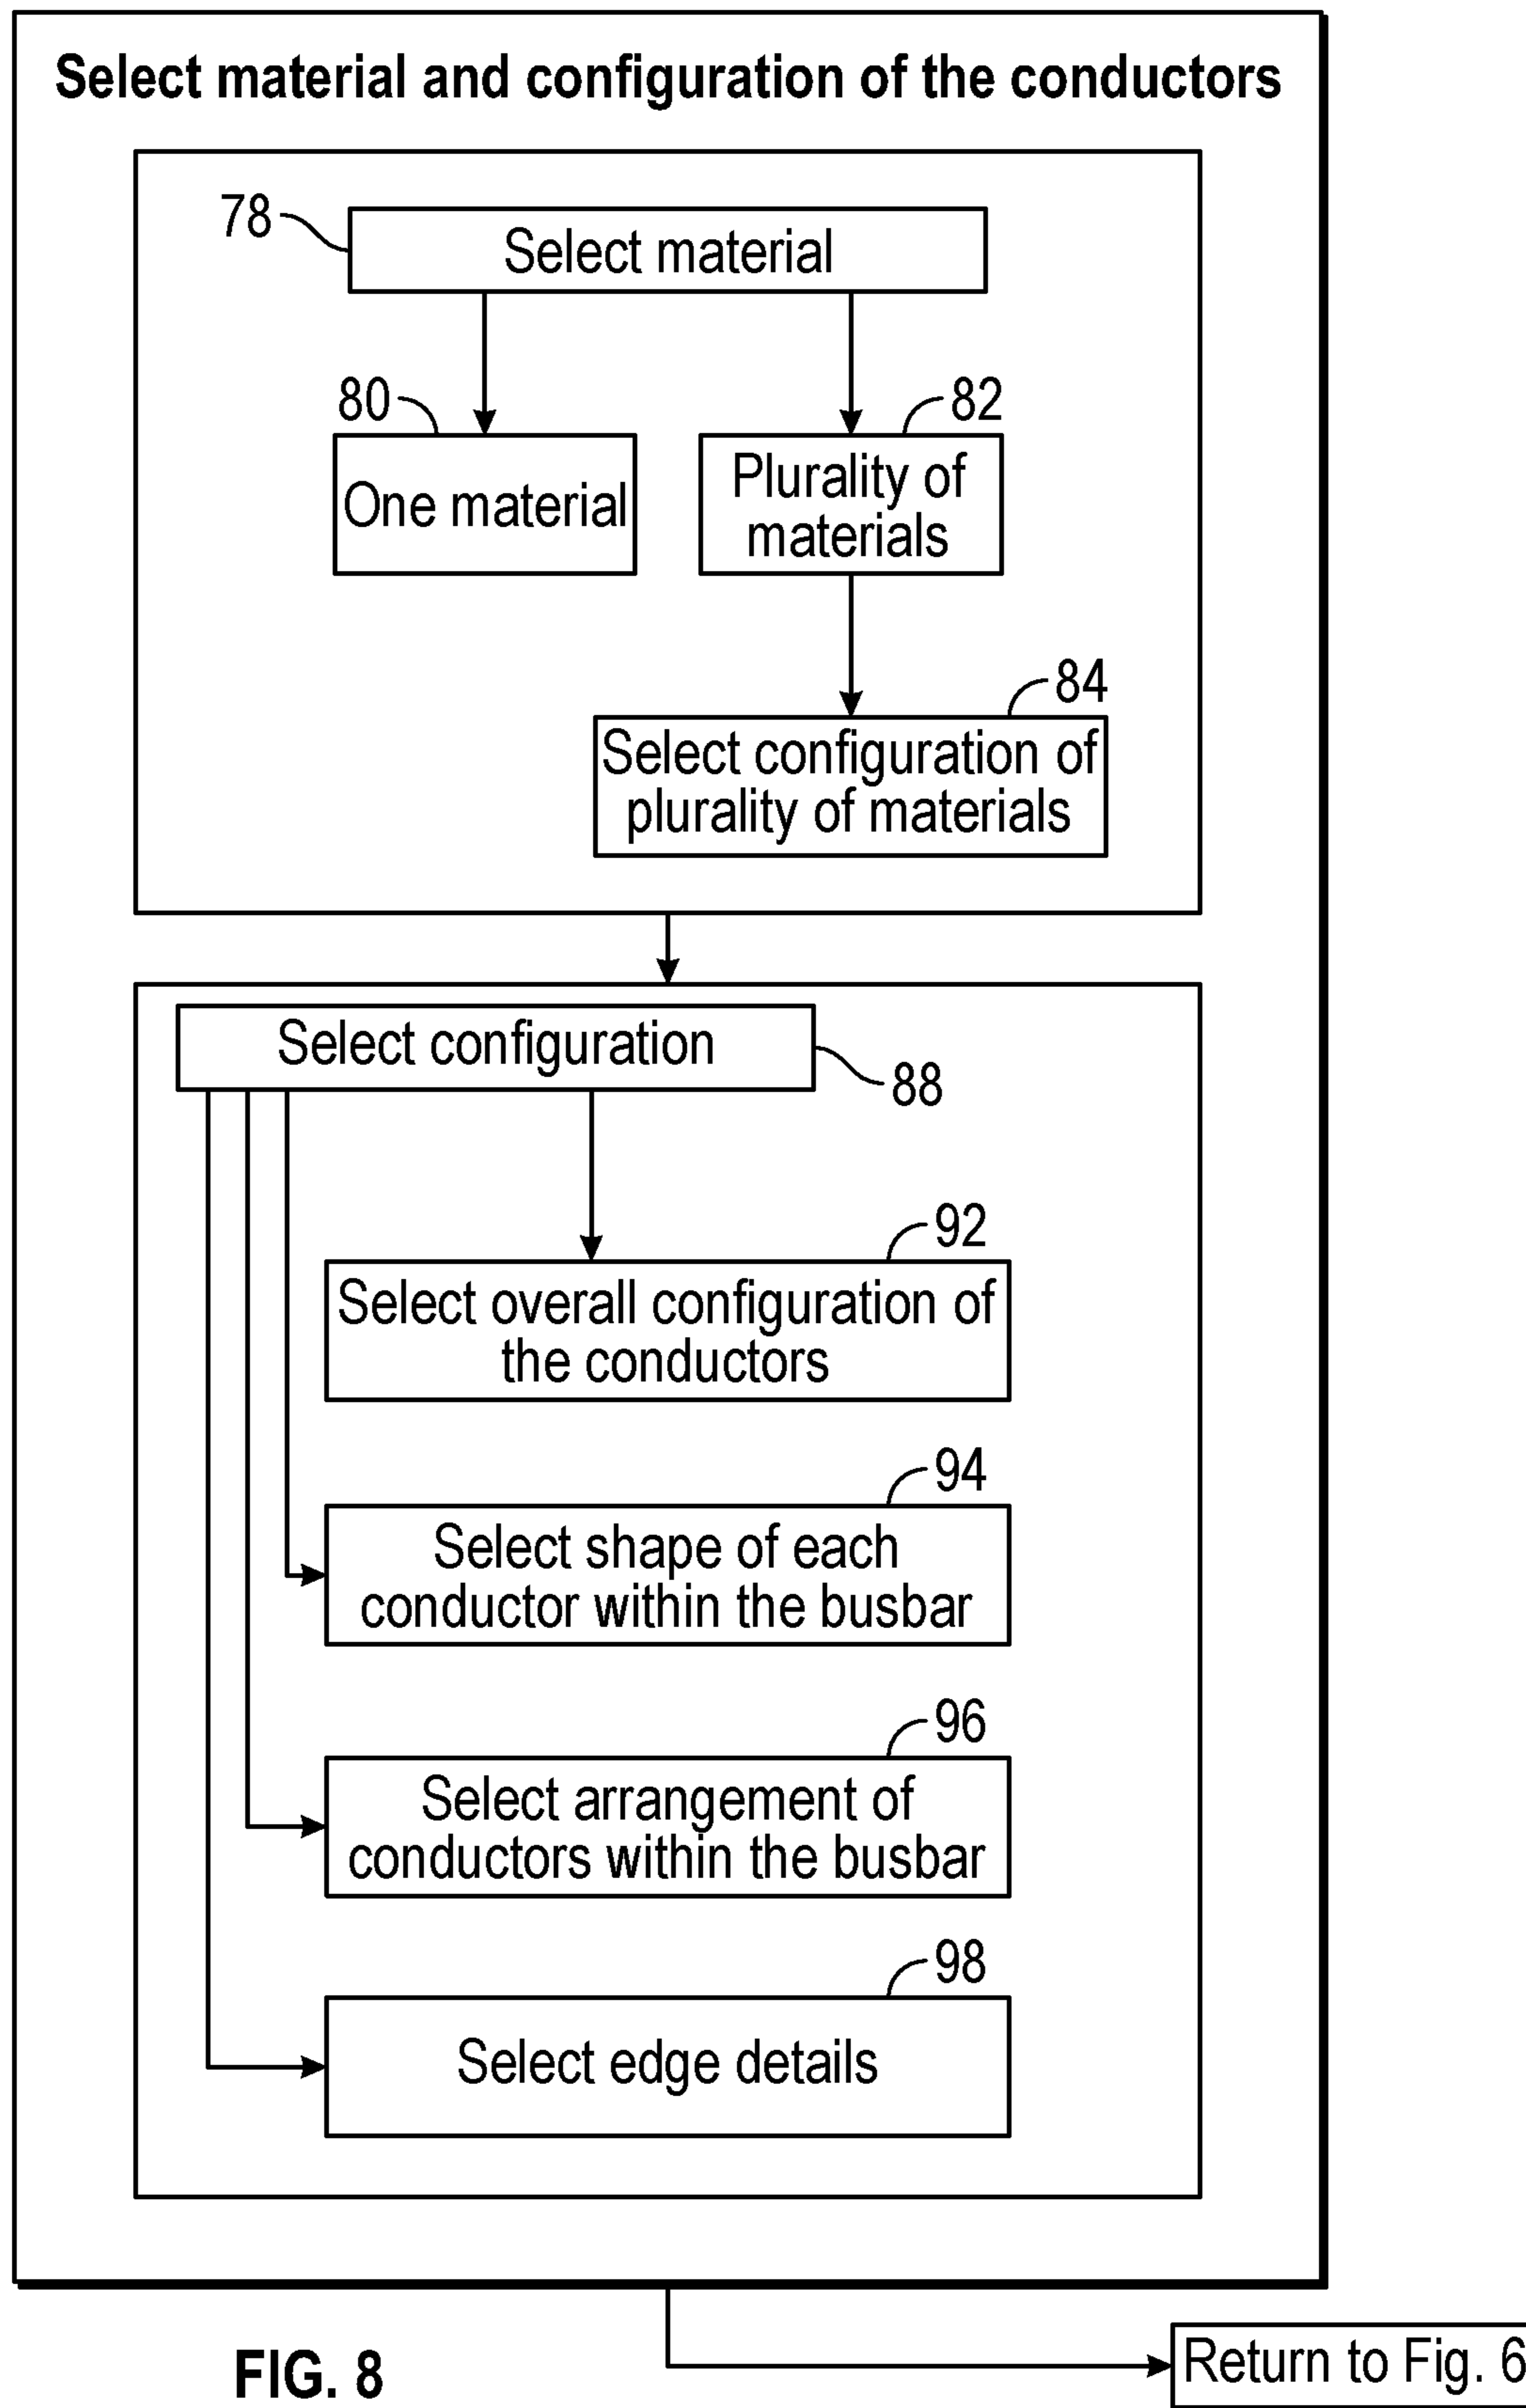 Select material and configuration of the conductors
78
Select material
80
One material
82
Plurality of
materials
84
Select configuration of
plurality of materials
Select configuration
88
92
Select overall configuration of
the conductors
94
Select shape of each
conductor within the busbar
96
Select arrangement of
conductors within the busbar
98
Select edge details
Return to Fig. 6
FIG. 8